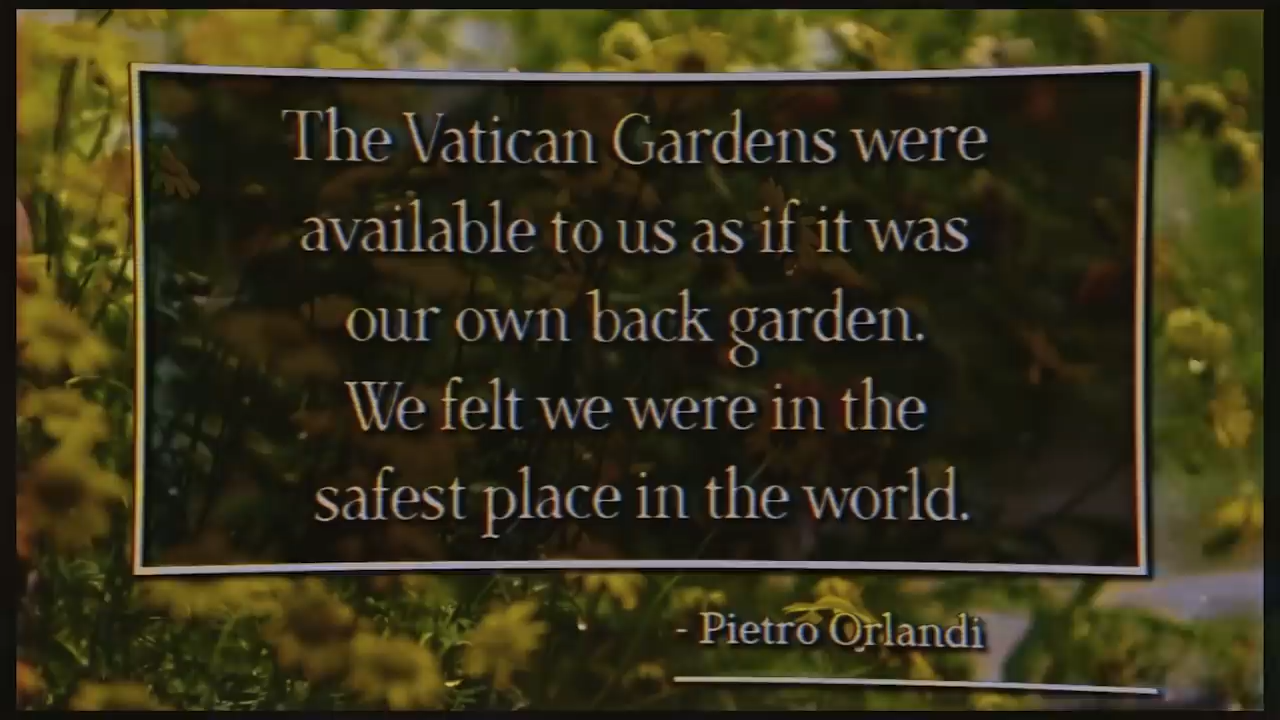 The Vatican Gardens were
available to us as if it was
our own back garden.
We felt we were in the
safest place in the world.
- Pietro Orlandi